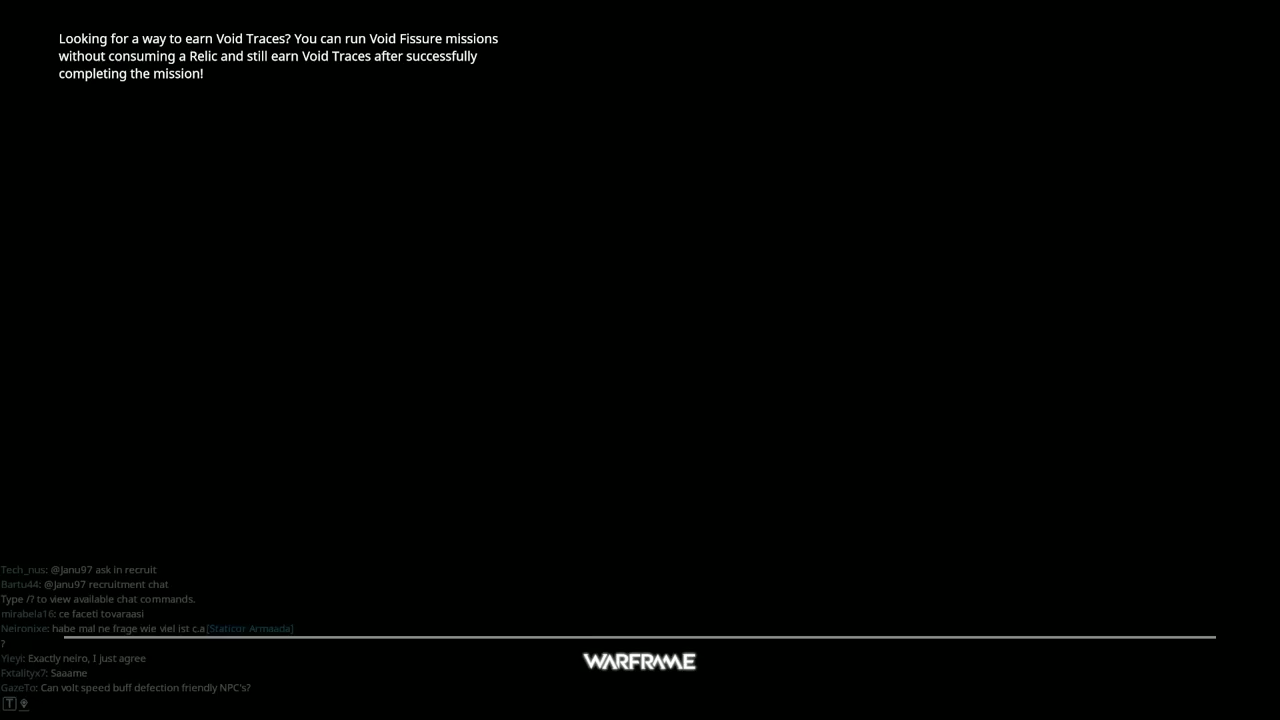 Looking for a way to earn Void Traces? You can run Void Fissure missions
without consuming a Relic and still earn Void Traces after successfully
completing the mission!
Tech_nus: @Janu97 ask in recruit
Bartu44: @Janu97 recruitment chat
Type /? to view available chat commands.
mirabela16: ce faceti tovaraasi
Neironixe: habe mal ne frage wie viel ist c.a[Staticor Armaada]
?
Yleyi: Exactly neiro, I just agree
Fxtalityx7: Saaame
GazeTo: Can volt speed buff defection friendly NPC's?
T
WARFRAME